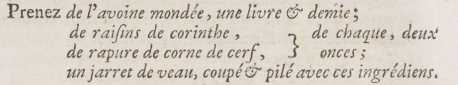 Prenez de l'avoine mondée, une livre & demie;
de raiſins de corinthe, } de chaque, deux
de rapure de corne de cerf, } onces;
un jarret de veau, coupé & pilé avec ces ingrédiens.